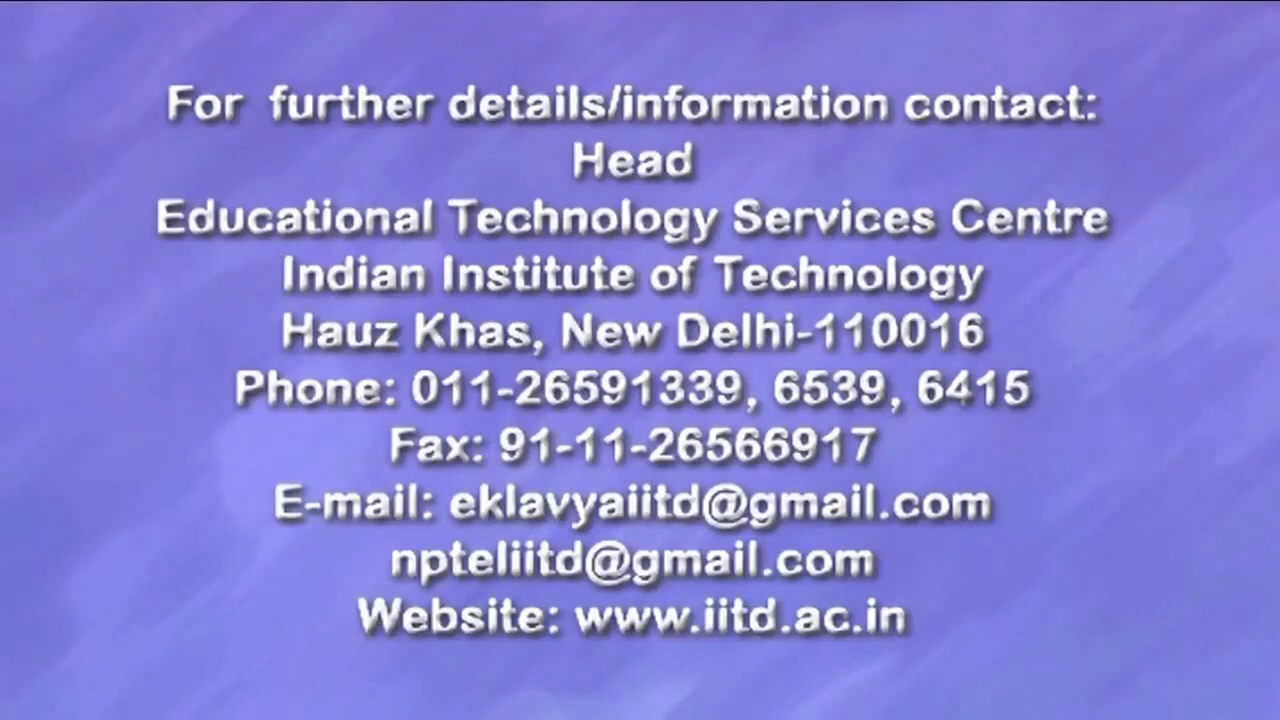 For further details/information contact:
Head
Educational Technology Services Centre
Indian Institute of Technology
Hauz Khas, New Delhi-110016
Phone: 011-26591339, 6539, 6415
Fax: 91-11-26566917
E-mail: eklavyaiitd@gmail.com
npteliitd@gmail.com
Website: www.iitd.ac.in